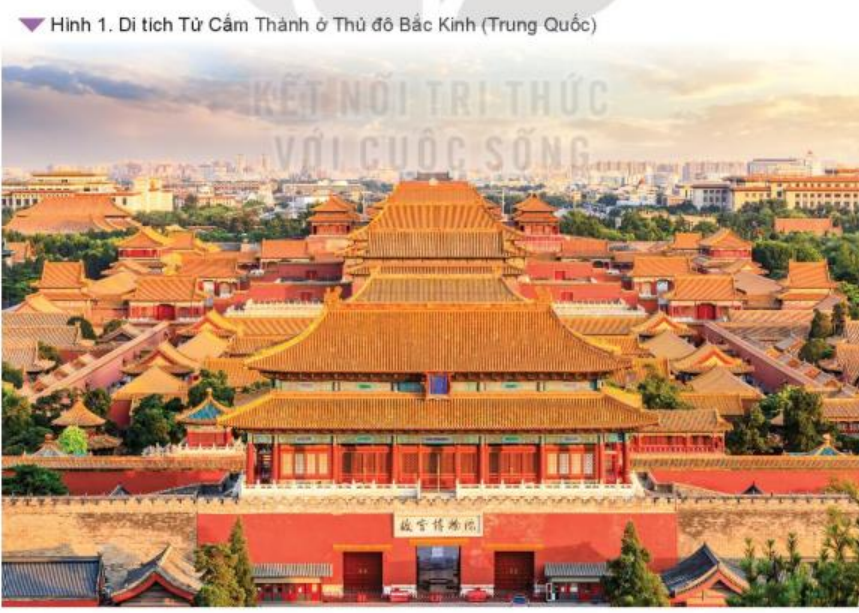 Hình 1. Di tích Tử Cấm Thành ở Thủ đô Bắc Kinh (Trung Quốc)
KẾT NỐI TRI THỨC
VỚI CUỘC SỐNG
故宫博物院